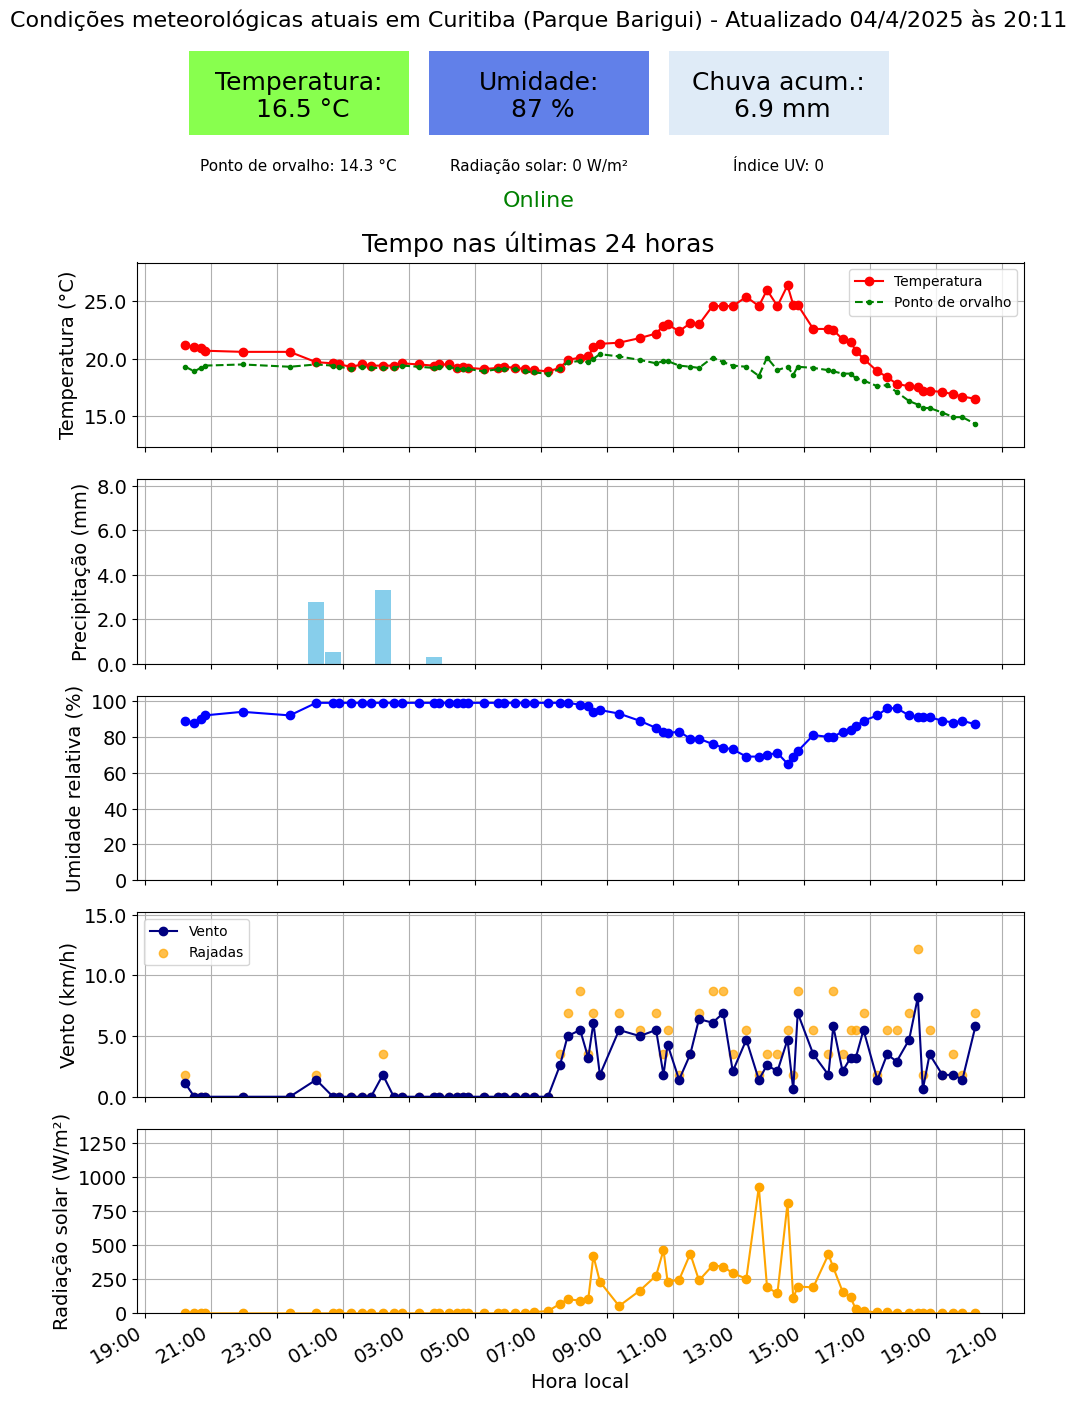 Condições meteorológicas atuais em Curitiba (Parque Barigui) - Atualizado 04/4/2025 às 20:11
Temperatura:
16.5 °C
Umidade:
87 %
Chuva acum.:
6.9 mm
Ponto de orvalho: 14.3 °C
Radiação solar: 0 W/m²
Índice UV: 0
Online
Tempo nas últimas 24 horas
Temperatura (°C)
25.0
20.0
15.0
Temperatura
Ponto de orvalho
Precipitação (mm)
8.0
6.0
4.0
2.0
0.0
Umidade relativa (%)
100
80
60
40
20
0
Vento (km/h)
15.0
10.0
5.0
0.0
Vento
Rajadas
Radiação solar (W/m²)
1250
1000
750
500
250
0
19:00 21:00 23:00 01:00 03:00 05:00 07:00 09:00 11:00 13:00 15:00 17:00 19:00 21:00
Hora local